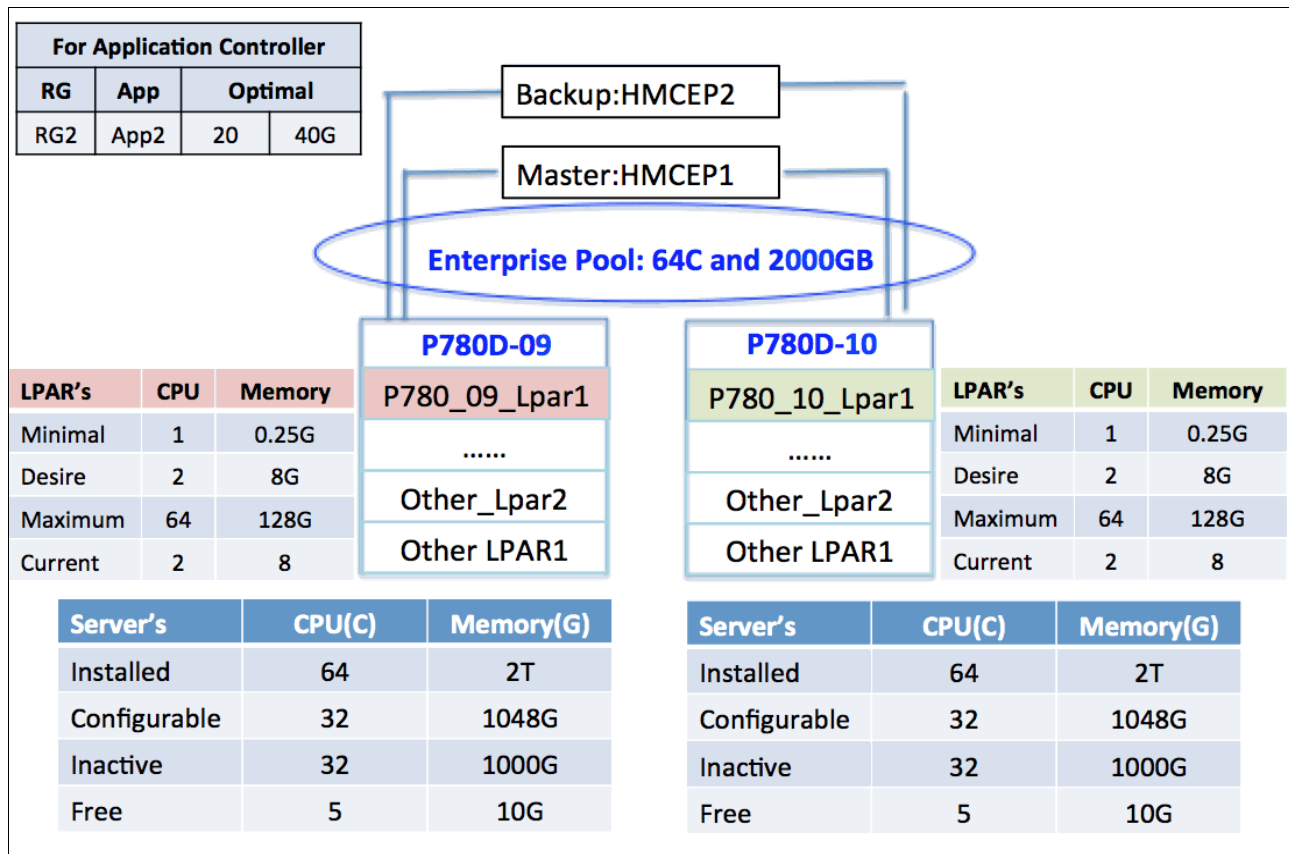 For Application Controller
RG App Optimal
RG2 App2 20 40G
Backup:HMCEP2
Master:HMCEP1
Enterprise Pool: 64C and 2000GB
P780D-09
P780_09_Lpar1
......
Other_Lpar2
Other LPAR1
P780D-10
P780_10_Lpar1
......
Other_Lpar2
Other LPAR1
LPAR's CPU Memory
Minimal 1 0.25G
Desire 2 8G
Maximum 64 128G
Current 2 8
LPAR's CPU Memory
Minimal 1 0.25G
Desire 2 8G
Maximum 64 128G
Current 2 8
Server's CPU(C) Memory(G)
Installed 64 2T
Configurable 32 1048G
Inactive 32 1000G
Free 5 10G
Server's CPU(C) Memory(G)
Installed 64 2T
Configurable 32 1048G
Inactive 32 1000G
Free 5 10G